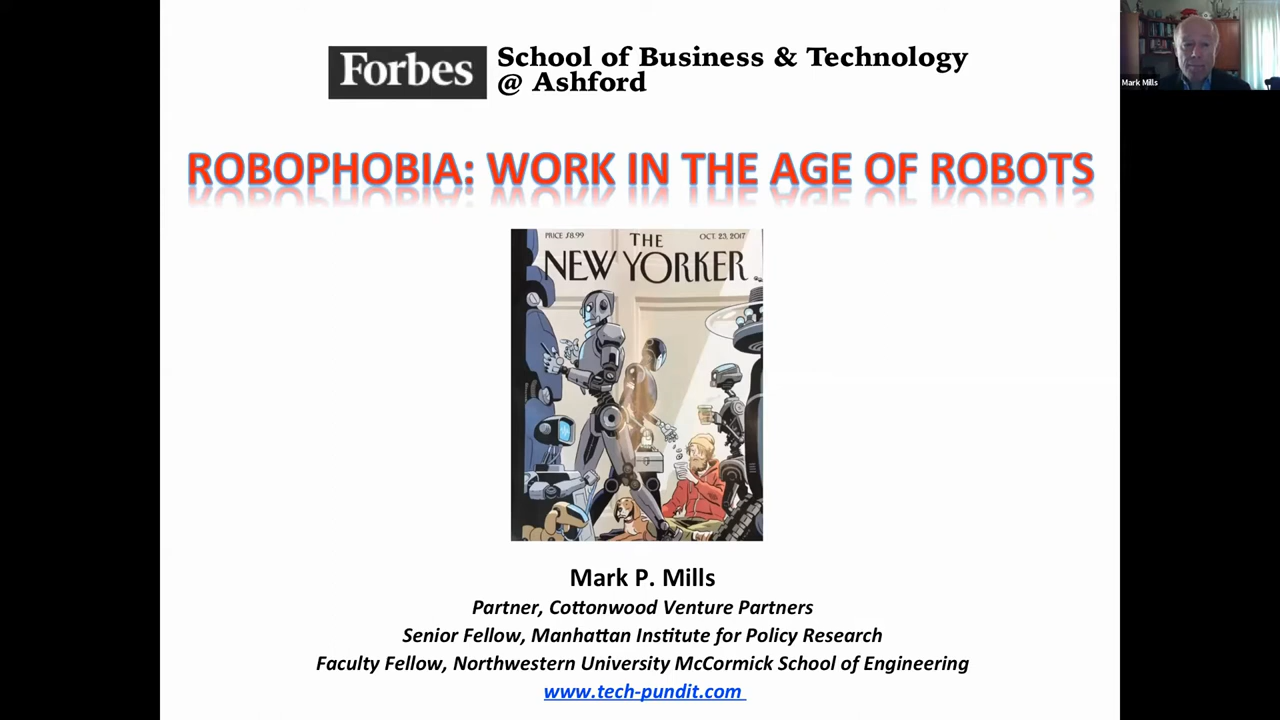 Forbes School of Business & Technology
@ Ashford
Mark Mills
ROBOPHOBIA: WORK IN THE AGE OF ROBOTS
PRICE $8.99 THE OCT. 23, 2017
NEW YORKER
Mark P. Mills
Partner, Cottonwood Venture Partners
Senior Fellow, Manhattan Institute for Policy Research
Faculty Fellow, Northwestern University McCormick School of Engineering
www.tech-pundit.com